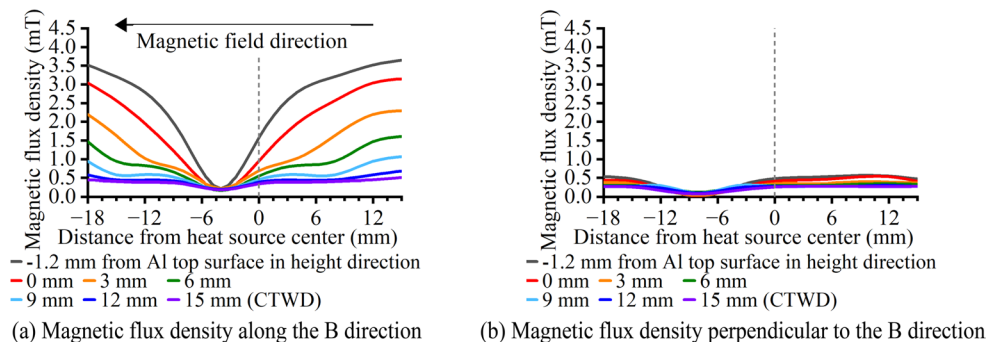 Magnetic flux density (mT)
4.5
4.0
3.5
3.0
2.5
2.0
1.5
1.0
0.5
0.0
Magnetic field direction
−18 −12 −6 0 6 12
Distance from heat source center (mm)
-1.2 mm from Al top surface in height direction
0 mm 3 mm 6 mm
9 mm 12 mm 15 mm (CTWD)
(a) Magnetic flux density along the B direction
Magnetic flux density (mT)
4.5
4.0
3.5
3.0
2.5
2.0
1.5
1.0
0.5
0.0
−18 −12 −6 0 6 12
Distance from heat source center (mm)
-1.2 mm from Al top surface in height direction
0 mm 3 mm 6 mm
9 mm 12 mm 15 mm (CTWD)
(b) Magnetic flux density perpendicular to the B direction